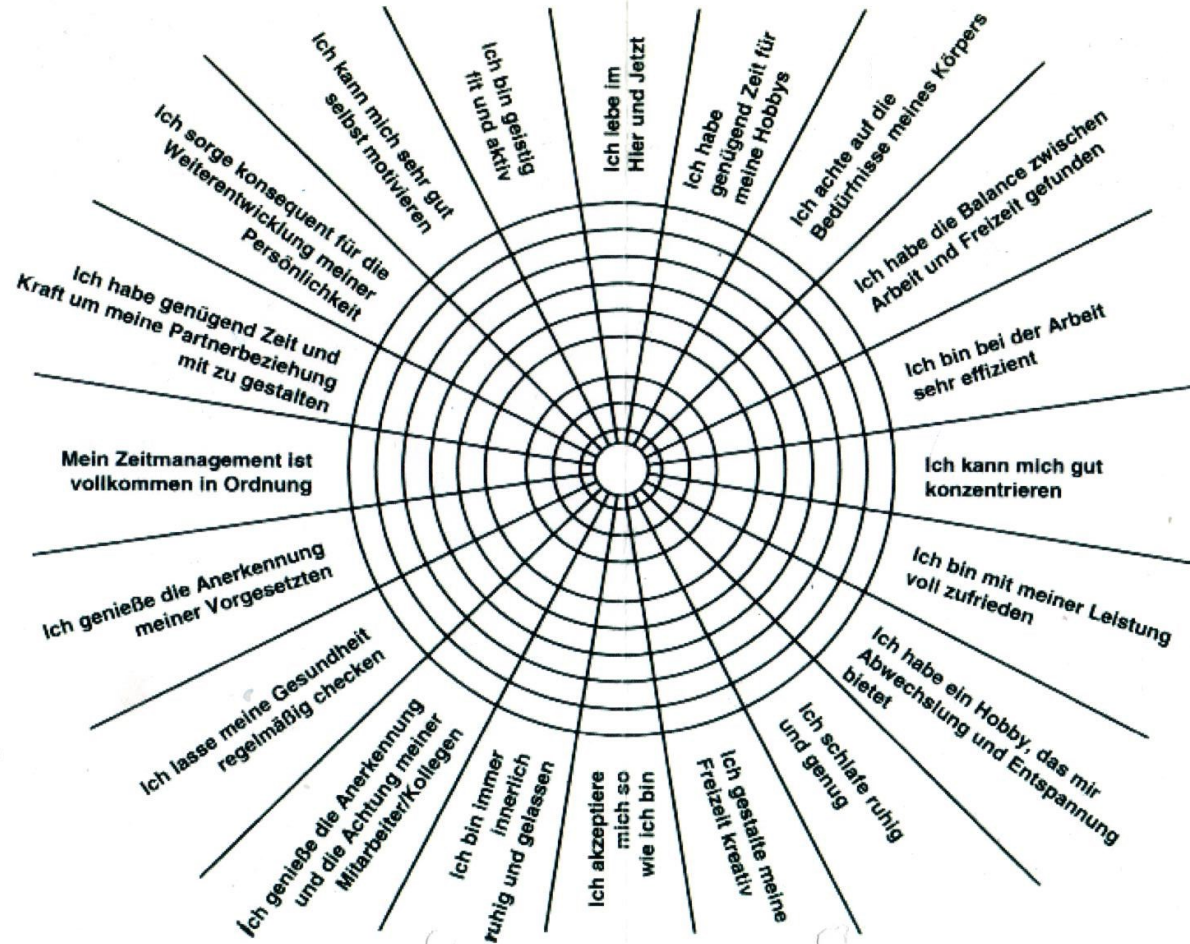 Ich lebe im
Hier und Jetzt
Ich habe
genügend Zeit für
meine Hobbys
Ich achte auf die
Bedürfnisse meines Körpers
Ich habe die Balance zwischen
Arbeit und Freizeit gefunden
Ich bin bei der Arbeit
sehr effizient
Ich kann mich gut
konzentrieren
Ich bin mit meiner Leistung
voll zufrieden
Ich habe ein Hobby, das mir
Abwechslung und Entspannung
bietet
Ich schlafe ruhig
und genug
Ich gestalte meine
Freizeit kreativ
Ich akzeptiere
mich so
wie ich bin
Ich bin immer
innerlich
ruhig und gelassen
Ich genieße die Anerkennung
und die Achtung meiner
Mitarbeiter/Kollegen
Ich lasse meine Gesundheit
regelmäßig checken
Ich genieße die Anerkennung
meiner Vorgesetzten
Mein Zeitmanagement ist
vollkommen in Ordnung
Ich habe genügend Zeit und
Kraft um meine Partnerbeziehung
mit zu gestalten
Ich sorge konsequent für die
Weiterentwicklung meiner
Persönlichkeit
Ich kann mich sehr gut
selbst motivieren
Ich bin geistig
fit und aktiv